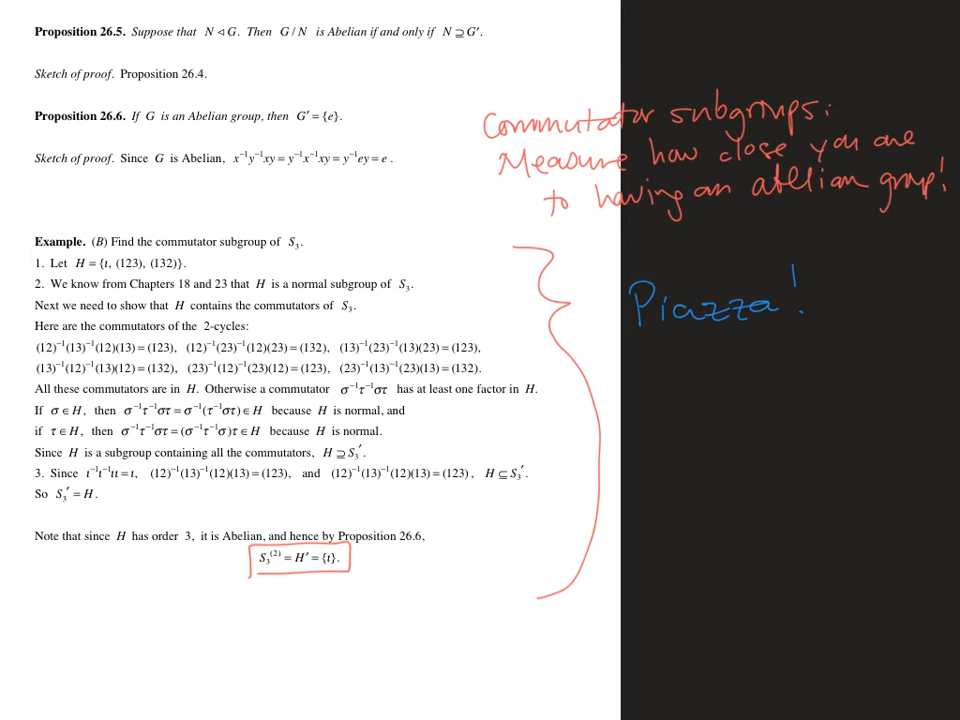 Proposition 26.5. Suppose that N ◁ G. Then G / N is Abelian if and only if N ⊇ G′.
Sketch of proof. Proposition 26.4.
Proposition 26.6. If G is an Abelian group, then G′ = {e}.
Commutator subgroups:
Sketch of proof. Since G is Abelian, x⁻¹y⁻¹xy = y⁻¹x⁻¹xy = y⁻¹ey = e .
Measure how close you are
to having an abelian group!
Example. (B) Find the commutator subgroup of S₃.
1. Let H = {ι, (123), (132)}.
2. We know from Chapters 18 and 23 that H is a normal subgroup of S₃.
Next we need to show that H contains the commutators of S₃.
Piazza!
Here are the commutators of the 2-cycles:
(12)⁻¹(13)⁻¹(12)(13) = (123), (12)⁻¹(23)⁻¹(12)(23) = (132), (13)⁻¹(23)⁻¹(13)(23) = (123),
(13)⁻¹(12)⁻¹(13)(12) = (132), (23)⁻¹(12)⁻¹(23)(12) = (123), (23)⁻¹(13)⁻¹(23)(13) = (132).
All these commutators are in H. Otherwise a commutator σ⁻¹τ⁻¹στ has at least one factor in H.
If σ ∈ H, then σ⁻¹τ⁻¹στ = σ⁻¹(τ⁻¹στ) ∈ H because H is normal, and
if τ ∈ H, then σ⁻¹τ⁻¹στ = (σ⁻¹τ⁻¹σ)τ ∈ H because H is normal.
Since H is a subgroup containing all the commutators, H ⊇ S₃′.
3. Since ι⁻¹ι⁻¹ιι = ι, (12)⁻¹(13)⁻¹(12)(13) = (123), and (12)⁻¹(13)⁻¹(12)(13) = (123), H ⊆ S₃′.
So S₃′ = H.
Note that since H has order 3, it is Abelian, and hence by Proposition 26.6,
S₃⁽²⁾ = H′ = {ι}.